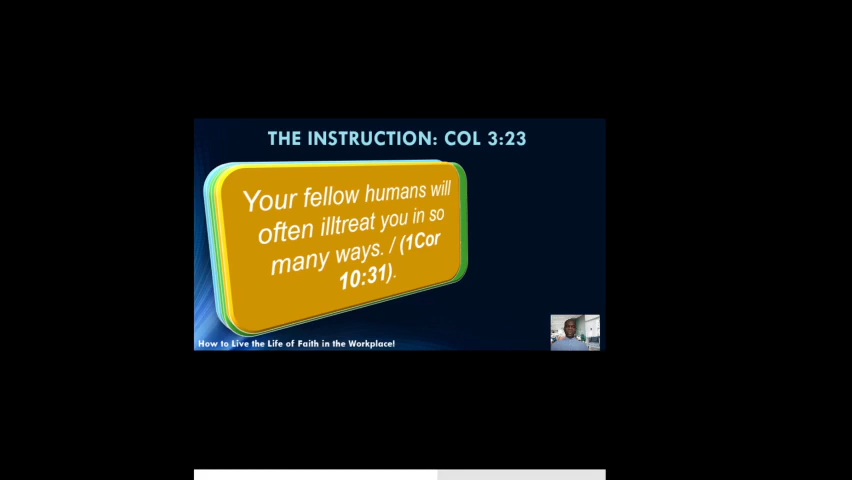 THE INSTRUCTION: COL 3:23
Your fellow humans will
often illtreat you in so
many ways. / (1Cor
10:31).
How to Live the Life of Faith in the Workplace!